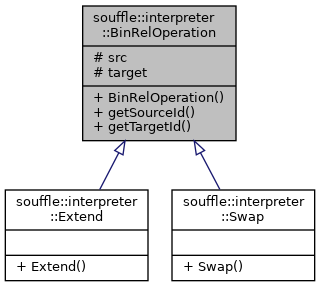 souffle::interpreter
::BinRelOperation
# src
# target
+ BinRelOperation()
+ getSourceId()
+ getTargetId()
souffle::interpreter
::Extend
+ Extend()
souffle::interpreter
::Swap
+ Swap()